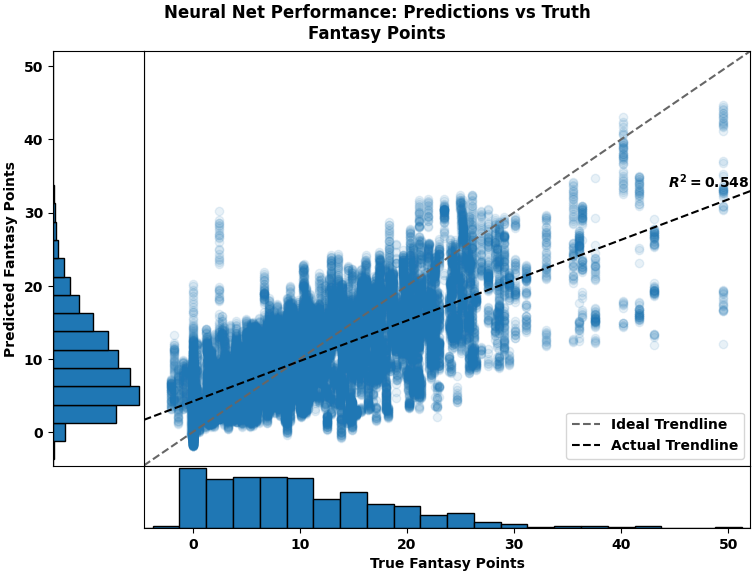 Neural Net Performance: Predictions vs Truth
Fantasy Points
50
40
30
20
10
0
Predicted Fantasy Points
R² = 0.548
Ideal Trendline
Actual Trendline
0 10 20 30 40 50
True Fantasy Points